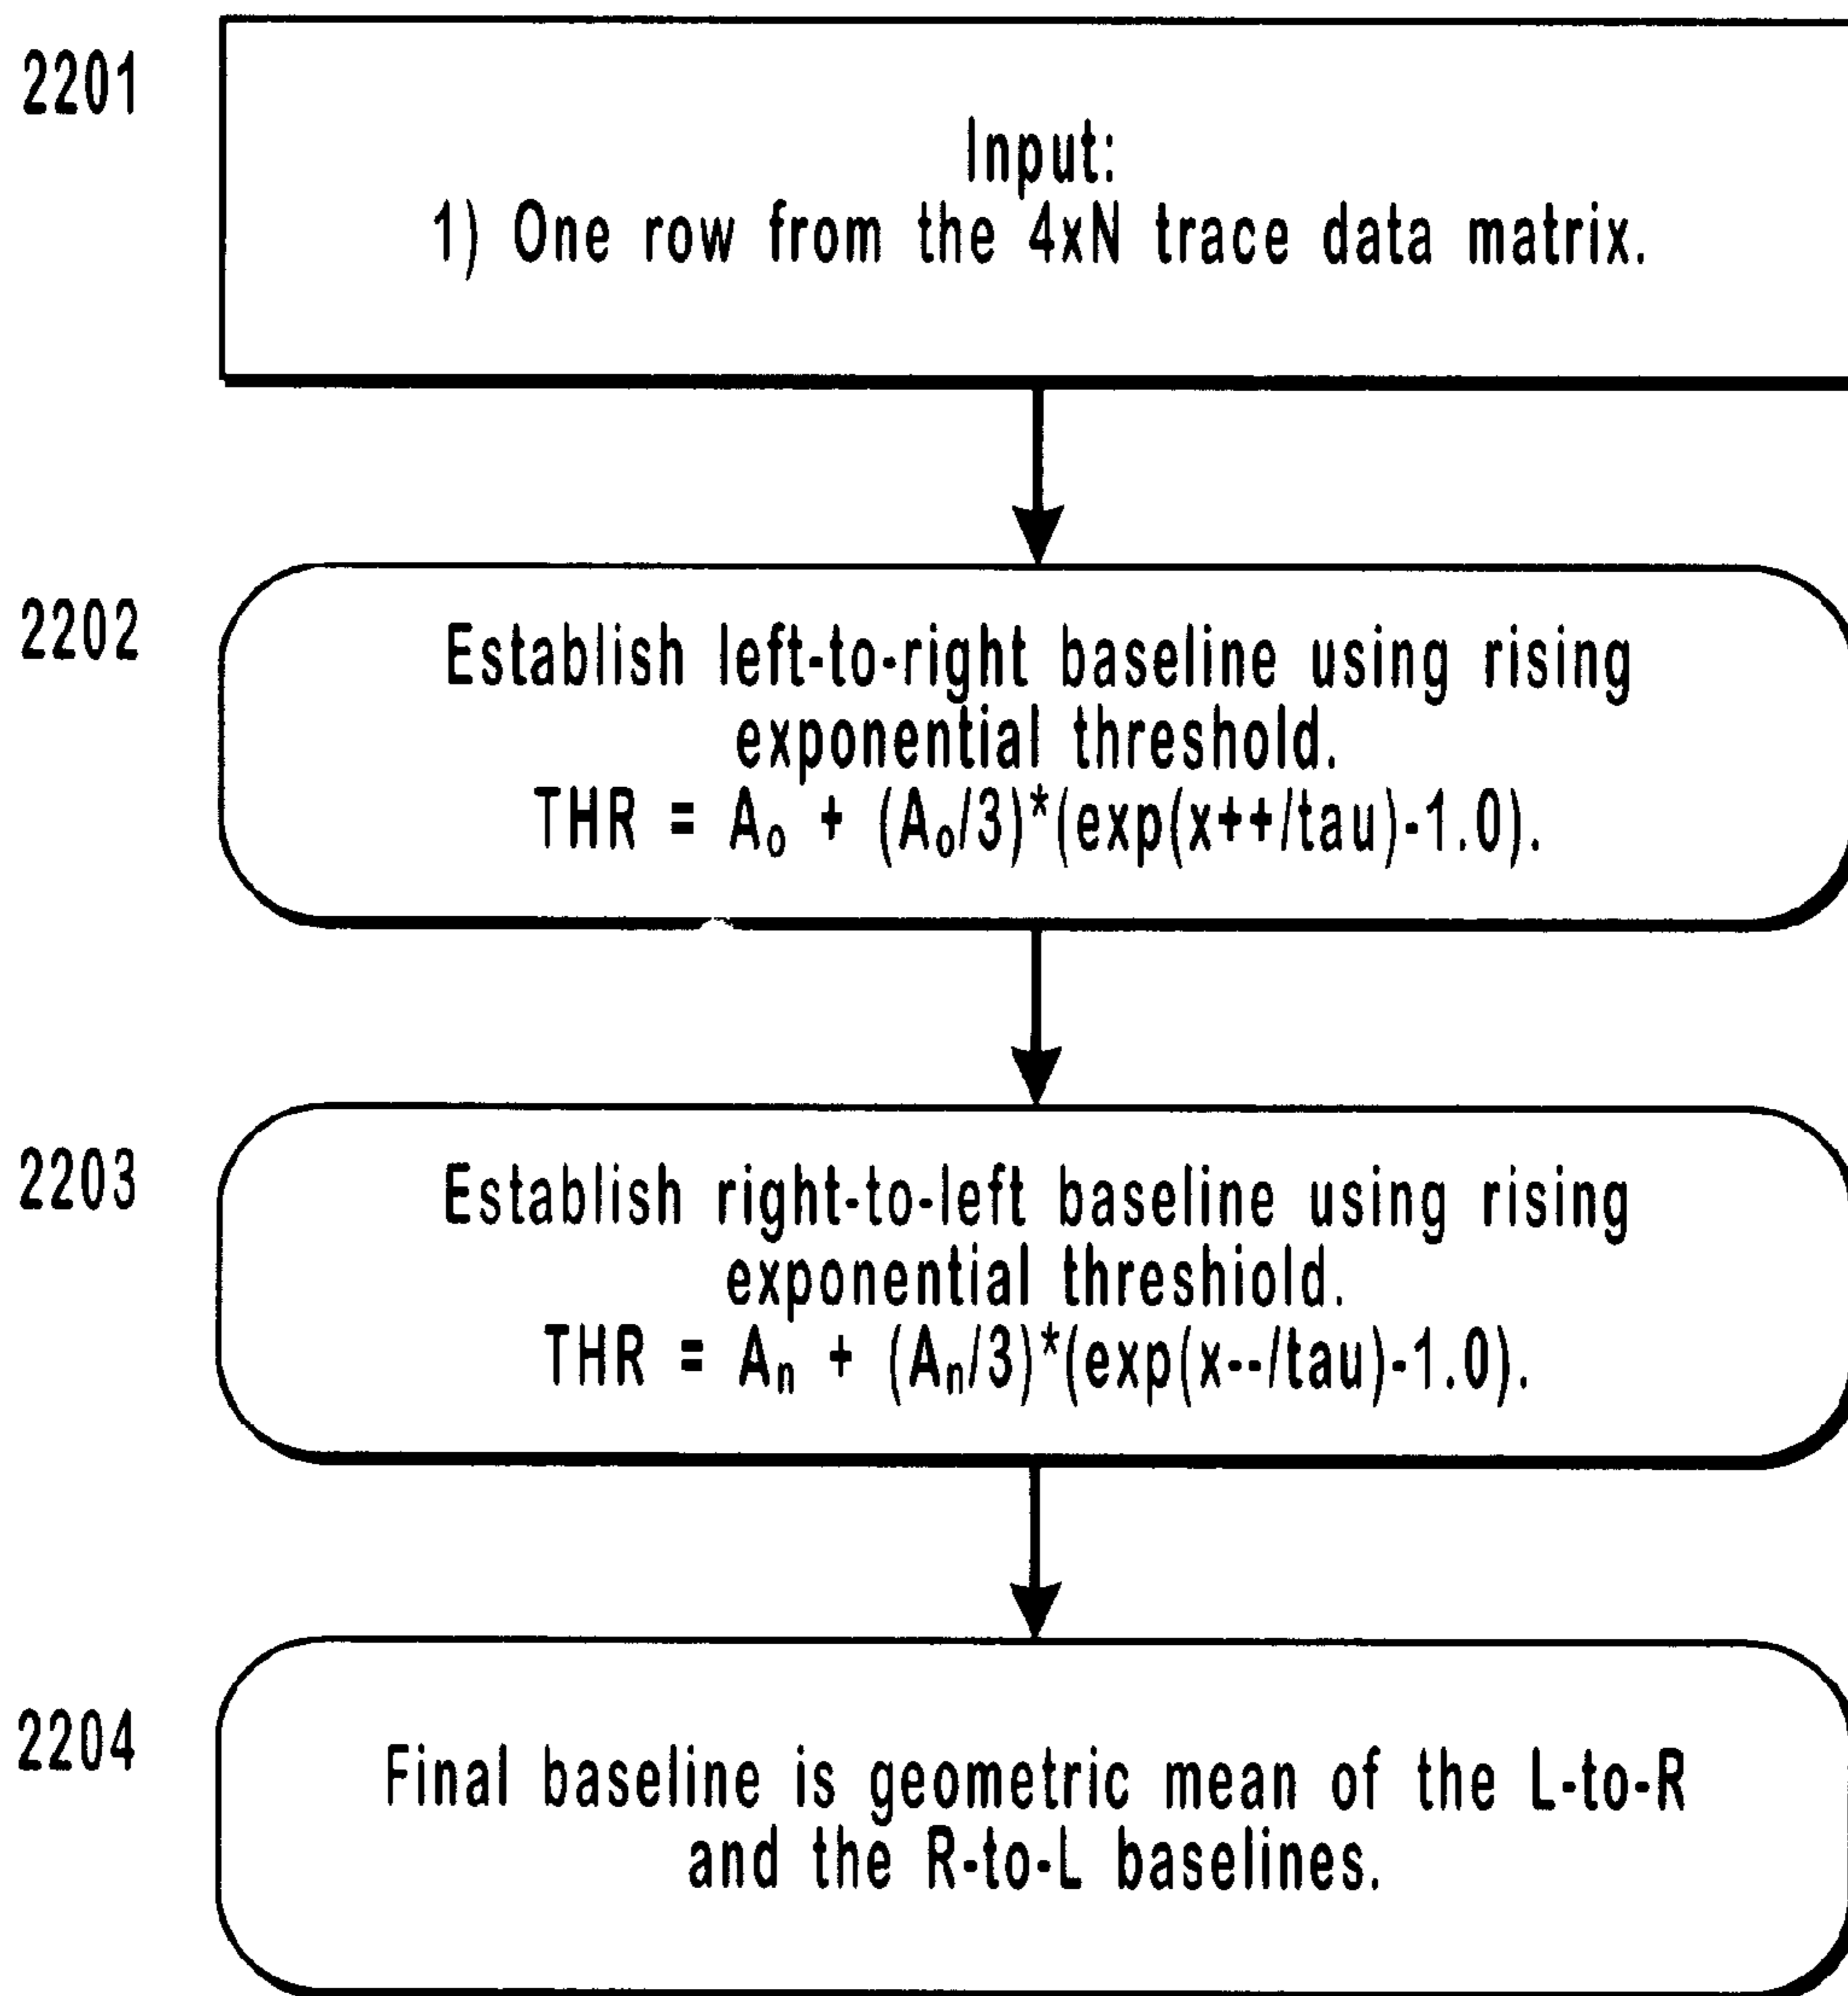 2201
Input:
1) One row from the 4xN trace data matrix.
2202
Establish left-to-right baseline using rising
exponential threshold.
THR = A₀ + (A₀/3)*(exp(x++/tau)-1.0).
2203
Establish right-to-left baseline using rising
exponential threshiold.
THR = Aₙ + (Aₙ/3)*(exp(x--/tau)-1.0).
2204
Final baseline is geometric mean of the L-to-R
and the R-to-L baselines.